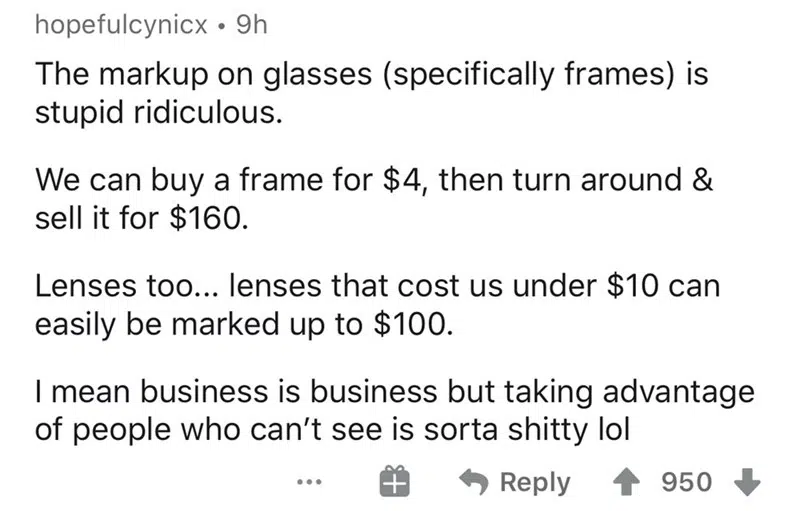 hopefulcynicx • 9h
The markup on glasses (specifically frames) is
stupid ridiculous.
We can buy a frame for $4, then turn around &
sell it for $160.
Lenses too... lenses that cost us under $10 can
easily be marked up to $100.
I mean business is business but taking advantage
of people who can't see is sorta shitty lol
... Reply 950